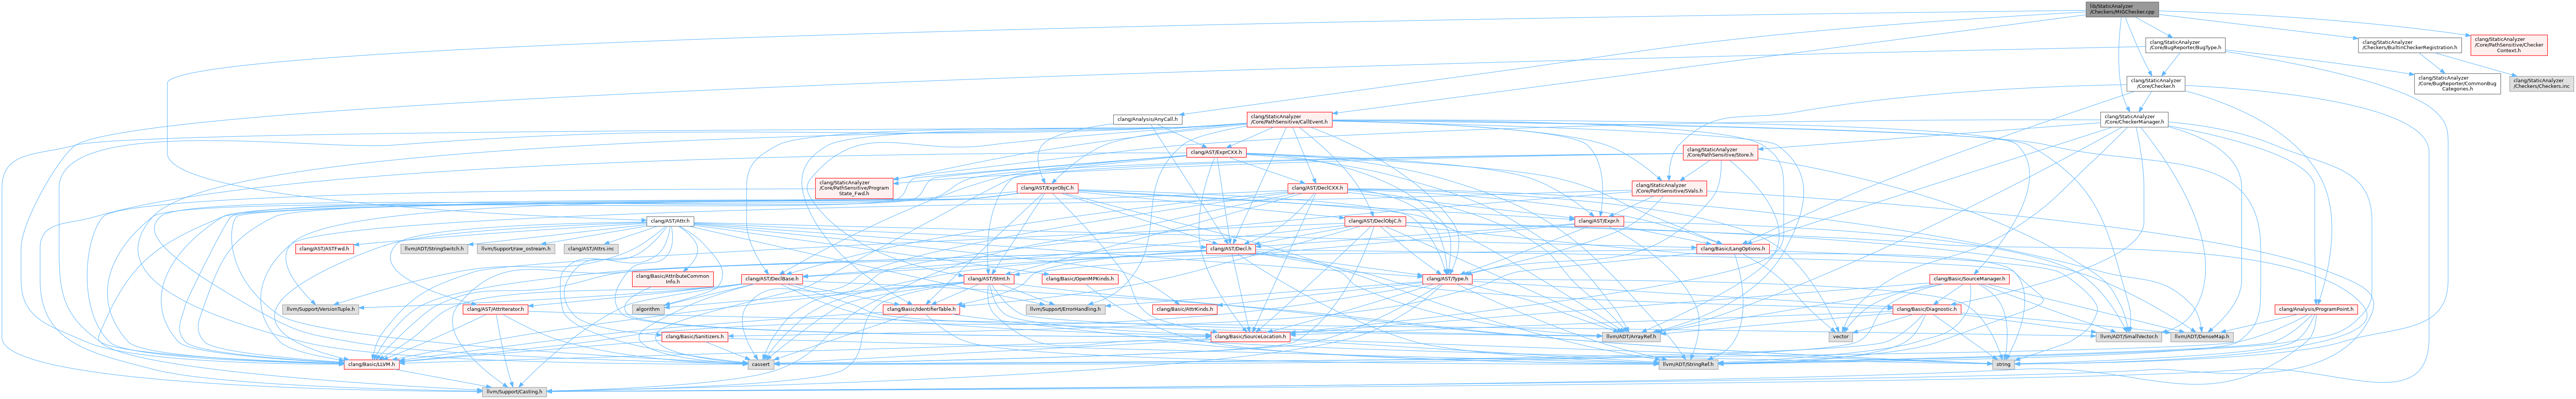 lib/StaticAnalyzer
/Checkers/MIGChecker.cpp
clang/StaticAnalyzer
/Core/BugReporter/BugType.h
clang/StaticAnalyzer
/Checkers/BuiltinCheckerRegistration.h
clang/StaticAnalyzer
/Core/PathSensitive/Checker
Context.h
clang/StaticAnalyzer
/Core/Checker.h
clang/StaticAnalyzer
/Core/BugReporter/CommonBug
Categories.h
clang/StaticAnalyzer
/Checkers/Checkers.inc
clang/Analysis/AnyCall.h
clang/StaticAnalyzer
/Core/PathSensitive/CallEvent.h
clang/StaticAnalyzer
/Core/CheckerManager.h
clang/AST/ExprCXX.h
clang/StaticAnalyzer
/Core/PathSensitive/Store.h
clang/StaticAnalyzer
/Core/PathSensitive/Program
State_Fwd.h
clang/AST/ExprObjC.h
clang/AST/DeclCXX.h
clang/StaticAnalyzer
/Core/PathSensitive/SVals.h
clang/AST/Attr.h
clang/AST/DeclObjC.h
clang/AST/Expr.h
clang/AST/ASTFwd.h
llvm/ADT/StringSwitch.h
llvm/Support/raw_ostream.h
clang/AST/Attrs.inc
clang/AST/Decl.h
clang/Basic/LangOptions.h
clang/Basic/AttributeCommon
Info.h
clang/AST/DeclBase.h
clang/AST/Stmt.h
clang/Basic/OpenMPKinds.h
clang/AST/Type.h
clang/Basic/SourceManager.h
llvm/Support/VersionTuple.h
clang/AST/AttrIterator.h
algorithm
clang/Basic/IdentifierTable.h
llvm/Support/ErrorHandling.h
clang/Basic/AttrKinds.h
clang/Basic/Diagnostic.h
clang/Analysis/ProgramPoint.h
clang/Basic/Sanitizers.h
clang/Basic/SourceLocation.h
llvm/ADT/ArrayRef.h
vector
llvm/ADT/SmallVector.h
llvm/ADT/DenseMap.h
clang/Basic/LLVM.h
cassert
llvm/ADT/StringRef.h
string
llvm/Support/Casting.h